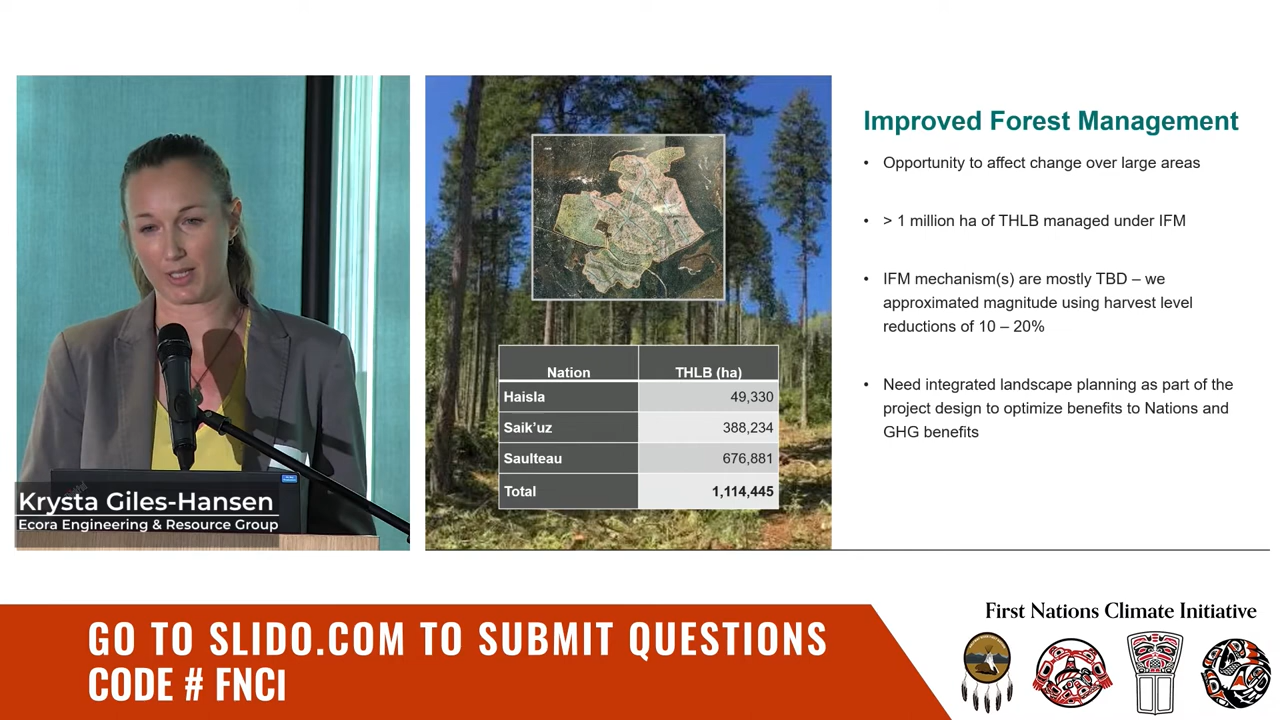 Improved Forest Management
• Opportunity to affect change over large areas
• > 1 million ha of THLB managed under IFM
• IFM mechanism(s) are mostly TBD – we
approximated magnitude using harvest level
reductions of 10 – 20%
• Need integrated landscape planning as part of the
project design to optimize benefits to Nations and
GHG benefits
Nation THLB (ha)
Haisla 49,330
Saik’uz 388,234
Saulteau 676,881
Total 1,114,445
Krysta Giles-Hansen
Ecora Engineering & Resource Group
GO TO SLIDO.COM TO SUBMIT QUESTIONS
CODE # FNCI
First Nations Climate Initiative